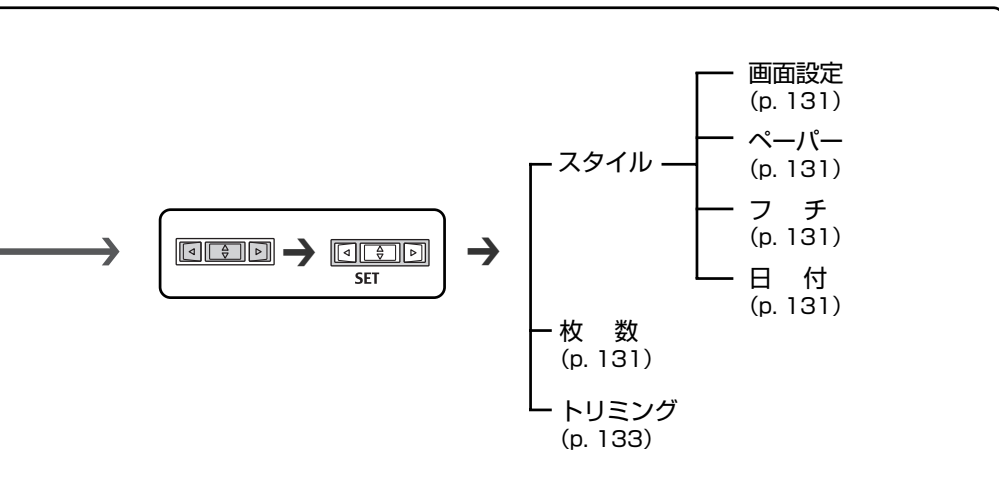 画面設定
(p. 131)
ペーパー
(p. 131)
スタイル
フ チ
(p. 131)
日 付
(p. 131)
SET
枚 数
(p. 131)
トリミング
(p. 133)